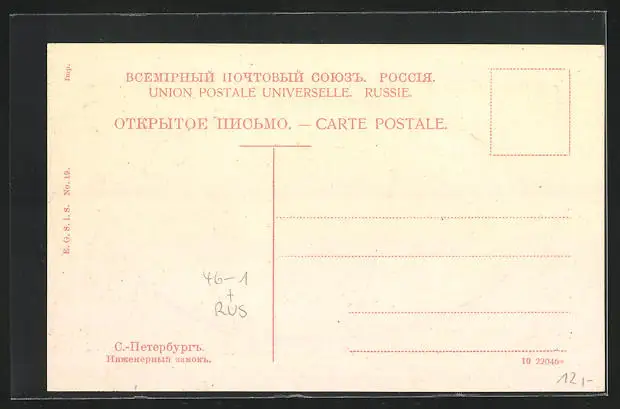 ВСЕМІРНЫЙ ПОЧТОВЫЙ СОЮЗЪ. РОССІЯ.
UNION POSTALE UNIVERSELLE. RUSSIE.
ОТКРЫТОЕ ПИСЬМО. — CARTE POSTALE.
Imp.
E. G. S. i. S. No. 19.
46-1
+
RUS
С.-Петербургъ.
Инженерный замокъ.
10 22046*
12,-